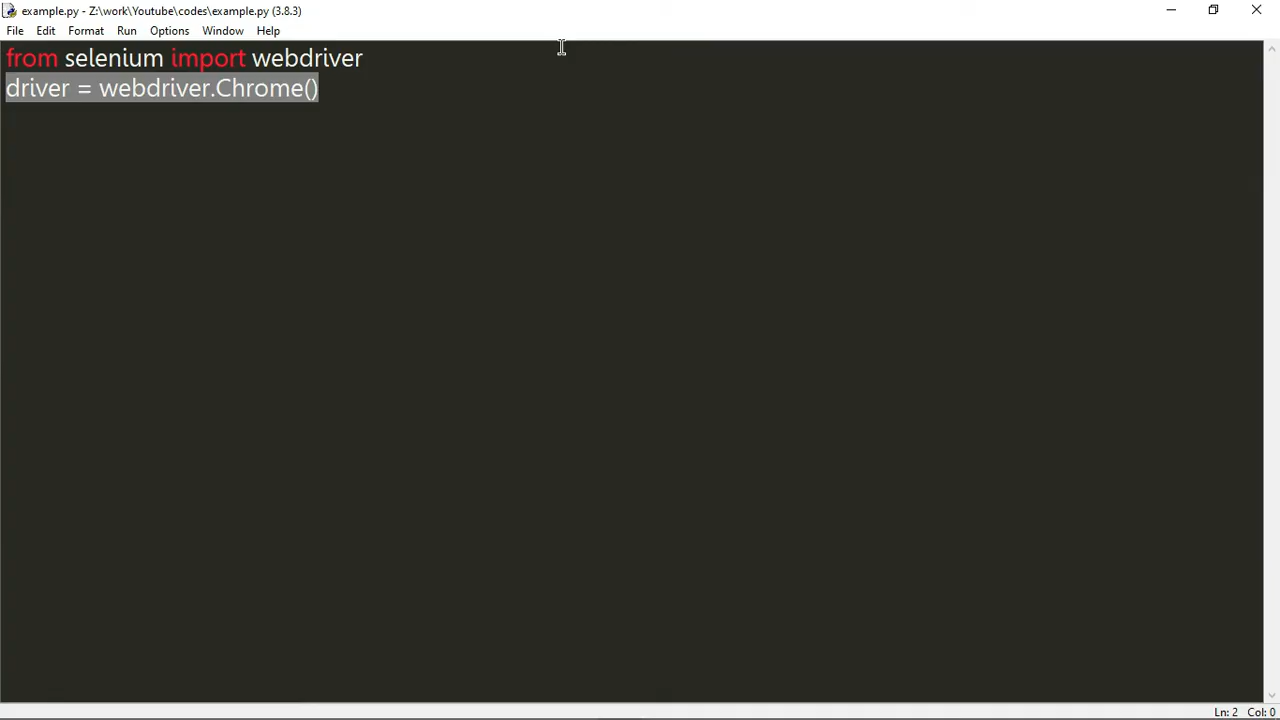 example.py - Z:\work\Youtube\codes\example.py (3.8.3)
File Edit Format Run Options Window Help
from selenium import webdriver
driver = webdriver.Chrome()
Ln: 2 Col: 0